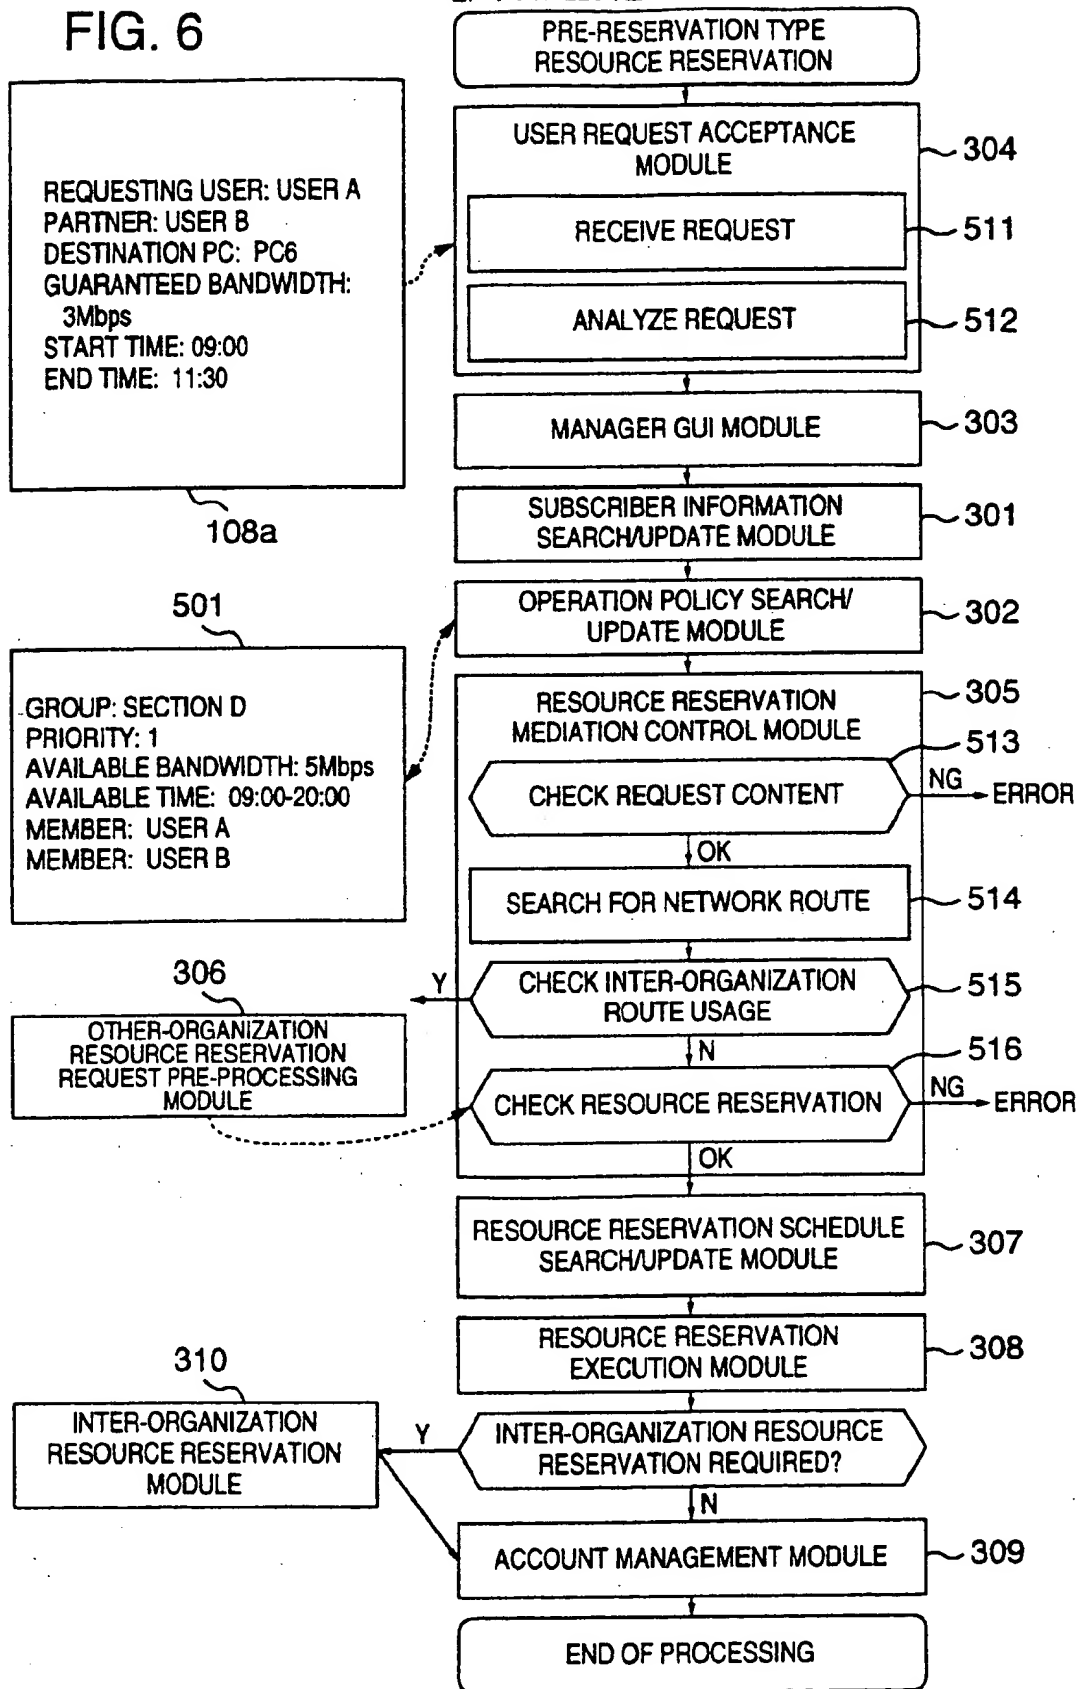 FIG. 6
PRE-RESERVATION TYPE
RESOURCE RESERVATION
USER REQUEST ACCEPTANCE
MODULE
304
RECEIVE REQUEST
511
ANALYZE REQUEST
512
REQUESTING USER: USER A
PARTNER: USER B
DESTINATION PC: PC6
GUARANTEED BANDWIDTH:
3Mbps
START TIME: 09:00
END TIME: 11:30
108a
MANAGER GUI MODULE
303
SUBSCRIBER INFORMATION
SEARCH/UPDATE MODULE
301
OPERATION POLICY SEARCH/
UPDATE MODULE
302
501
GROUP: SECTION D
PRIORITY: 1
AVAILABLE BANDWIDTH: 5Mbps
AVAILABLE TIME: 09:00-20:00
MEMBER: USER A
MEMBER: USER B
RESOURCE RESERVATION
MEDIATION CONTROL MODULE
305
513
CHECK REQUEST CONTENT
NG
ERROR
OK
SEARCH FOR NETWORK ROUTE
514
CHECK INTER-ORGANIZATION
ROUTE USAGE
515
Y
N
306
OTHER-ORGANIZATION
RESOURCE RESERVATION
REQUEST PRE-PROCESSING
MODULE
516
CHECK RESOURCE RESERVATION
NG
ERROR
OK
RESOURCE RESERVATION SCHEDULE
SEARCH/UPDATE MODULE
307
RESOURCE RESERVATION
EXECUTION MODULE
308
310
INTER-ORGANIZATION
RESOURCE RESERVATION
MODULE
Y
INTER-ORGANIZATION RESOURCE
RESERVATION REQUIRED?
N
ACCOUNT MANAGEMENT MODULE
309
END OF PROCESSING